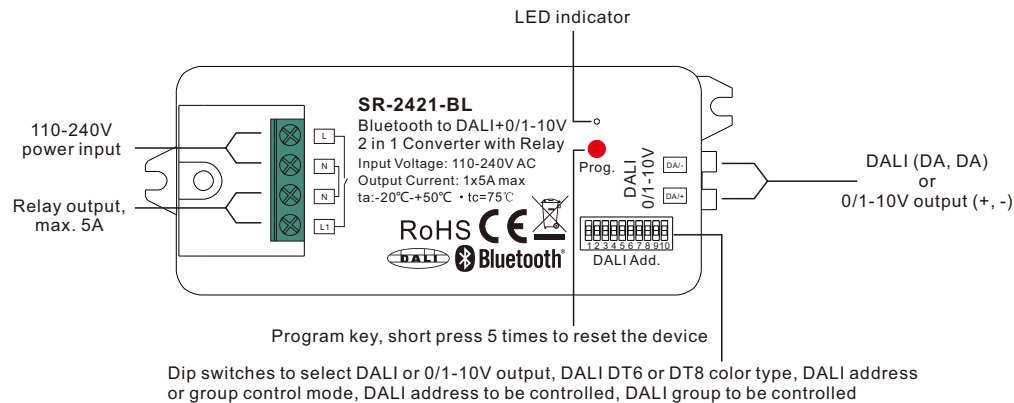 LED indicator
SR-2421-BL
Bluetooth to DALI+0/1-10V
2 in 1 Converter with Relay
Input Voltage: 110-240V AC
Output Current: 1x5A max
ta:-20℃-+50℃ • tc=75℃
RoHS CE
DALI Bluetooth®
110-240V
power input
Relay output,
max. 5A
L
N
N
L1
Prog.
DALI
0/1-10V
DA/-
DA/+
1 2 3 4 5 6 7 8 9 10
DALI Add.
DALI (DA, DA)
or
0/1-10V output (+, -)
Program key, short press 5 times to reset the device
Dip switches to select DALI or 0/1-10V output, DALI DT6 or DT8 color type, DALI address
or group control mode, DALI address to be controlled, DALI group to be controlled